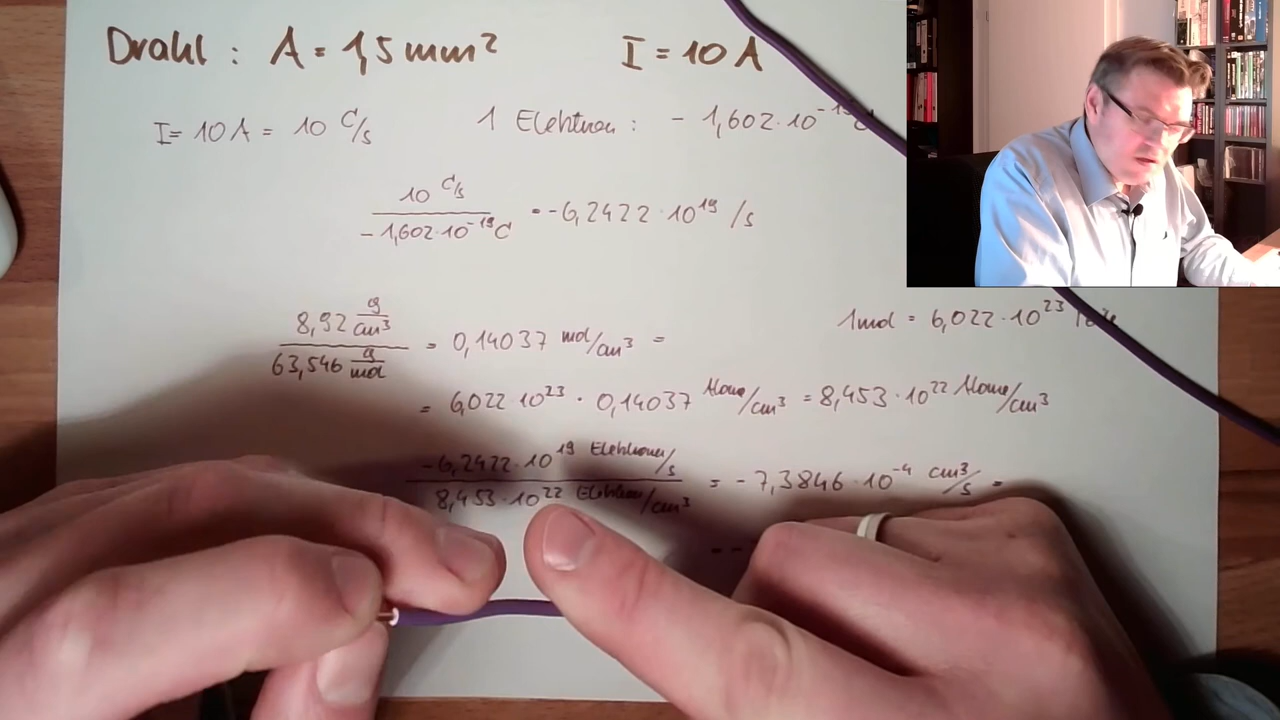 Draht : A = 1,5 mm² I = 10 A
I = 10 A = 10 C/s 1 Elektron : - 1,602 · 10⁻¹⁹ C
10 C/s
- 1,602 · 10⁻¹⁹ C
= - 6,2422 · 10¹⁹ /s
8,92 g/cm³
63,546 g/mol
= 0,14037 mol/cm³ =
1mol = 6,022 · 10²³
= 6,022 · 10²³ · 0,14037 Atome/cm³ = 8,453 · 10²² Atome/cm³
- 6,2422 · 10¹⁹ Elektronen/s
8,453 · 10²² Elektron/cm³
= - 7,3846 · 10⁻⁴ cm³/s =
= -